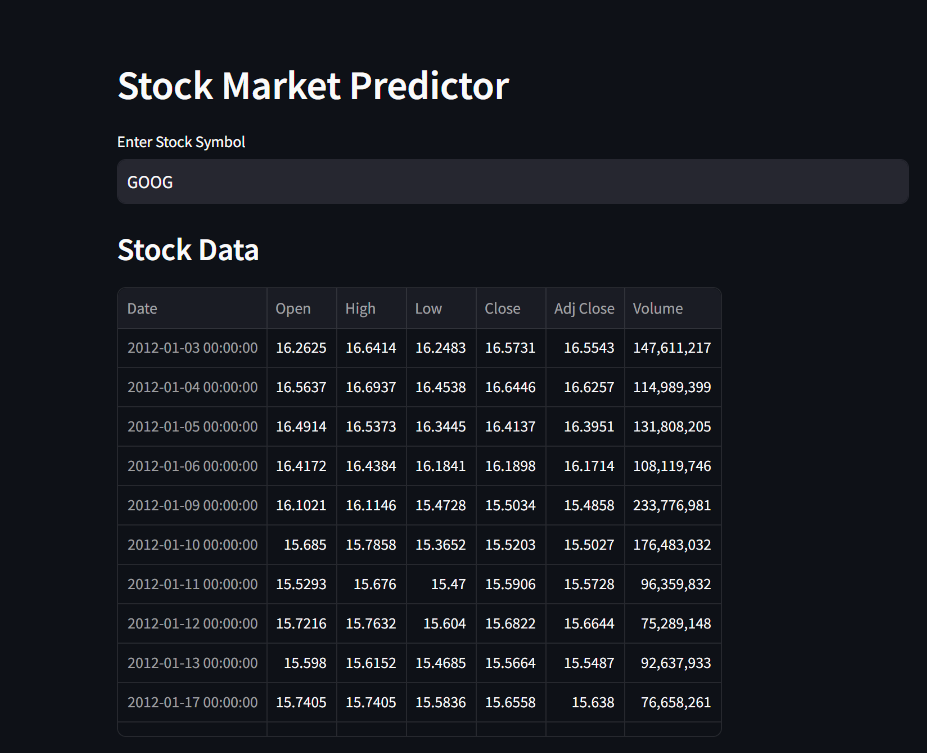 Stock Market Predictor
Enter Stock Symbol
GOOG
Stock Data
Date Open High Low Close Adj Close Volume
2012-01-03 00:00:00 16.2625 16.6414 16.2483 16.5731 16.5543 147,611,217
2012-01-04 00:00:00 16.5637 16.6937 16.4538 16.6446 16.6257 114,989,399
2012-01-05 00:00:00 16.4914 16.5373 16.3445 16.4137 16.3951 131,808,205
2012-01-06 00:00:00 16.4172 16.4384 16.1841 16.1898 16.1714 108,119,746
2012-01-09 00:00:00 16.1021 16.1146 15.4728 15.5034 15.4858 233,776,981
2012-01-10 00:00:00 15.685 15.7858 15.3652 15.5203 15.5027 176,483,032
2012-01-11 00:00:00 15.5293 15.676 15.47 15.5906 15.5728 96,359,832
2012-01-12 00:00:00 15.7216 15.7632 15.604 15.6822 15.6644 75,289,148
2012-01-13 00:00:00 15.598 15.6152 15.4685 15.5664 15.5487 92,637,933
2012-01-17 00:00:00 15.7405 15.7405 15.5836 15.6558 15.638 76,658,261